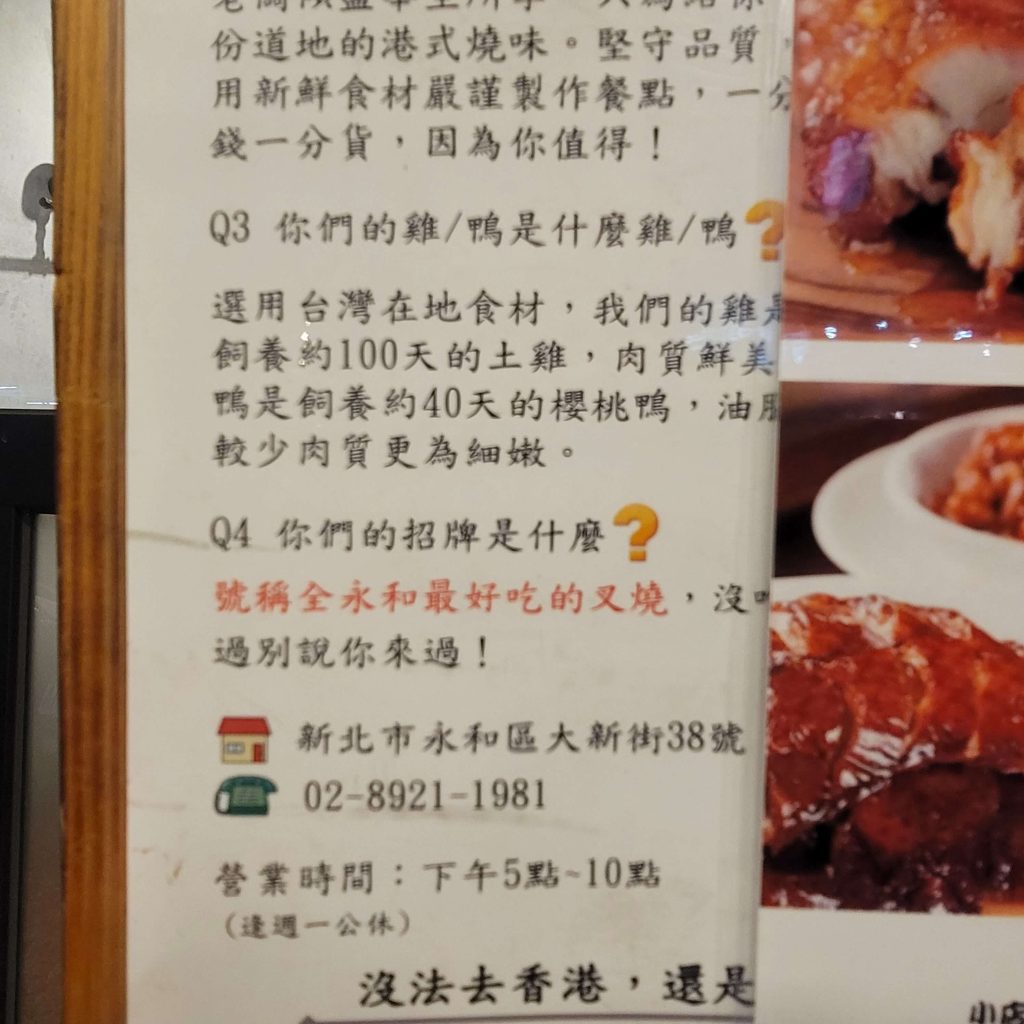 份道地的港式燒味。堅守品質，
用新鮮食材嚴謹製作餐點，一分
錢一分貨，因為你值得！
Q3 你們的雞/鴨是什麼雞/鴨❓
選用台灣在地食材，我們的雞是
飼養約100天的土雞，肉質鮮美
鴨是飼養約40天的櫻桃鴨，油
較少肉質更為細嫩。
Q4 你們的招牌是什麼❓
號稱全永和最好吃的叉燒，沒
過別說你來過！
新北市永和區大新街38號
02-8921-1981
營業時間：下午5點~10點
(逢週一公休)
沒法去香港，還是